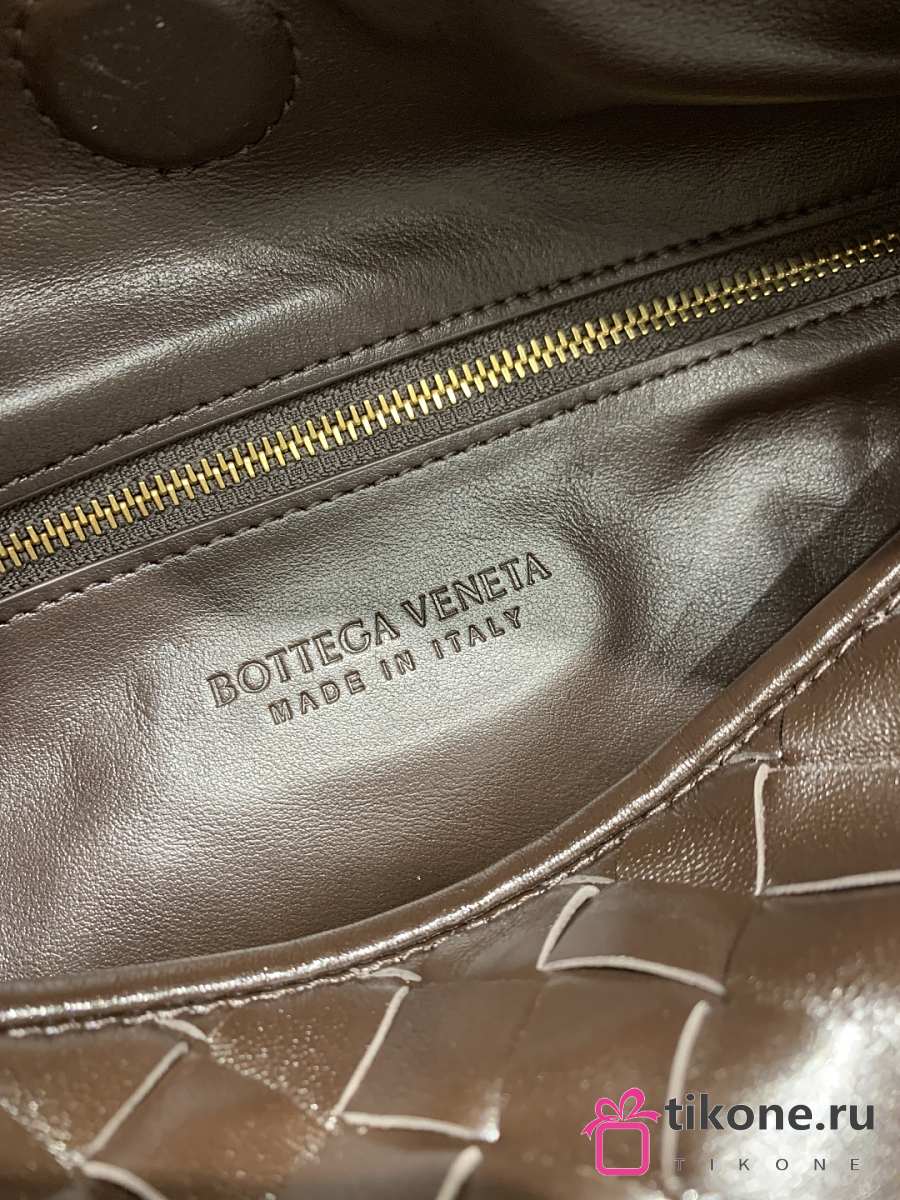 BOTTEGA VENETA
MADE IN ITALY
tikone.ru
TIKONE